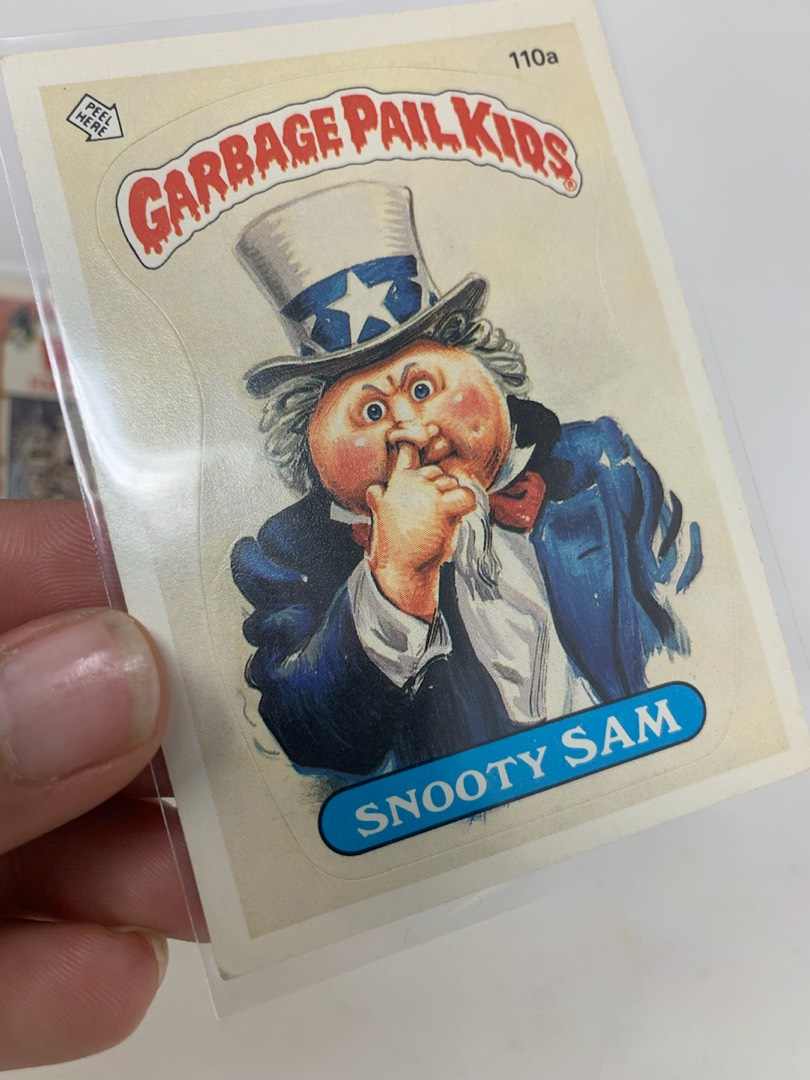 110a
PEEL
HERE
GARBAGE PAIL KIDS®
SNOOTY SAM